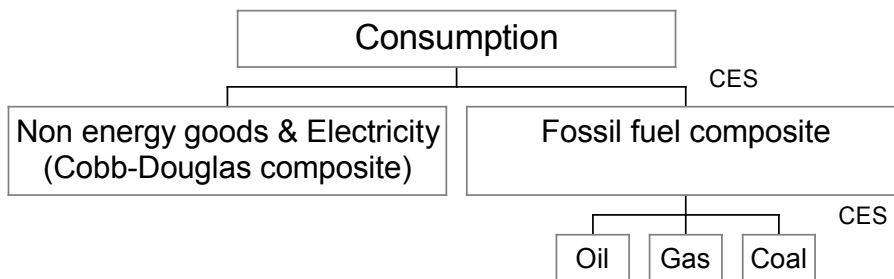 Consumption
CES
Non energy goods & Electricity
(Cobb-Douglas composite)
Fossil fuel composite
CES
Oil
Gas
Coal